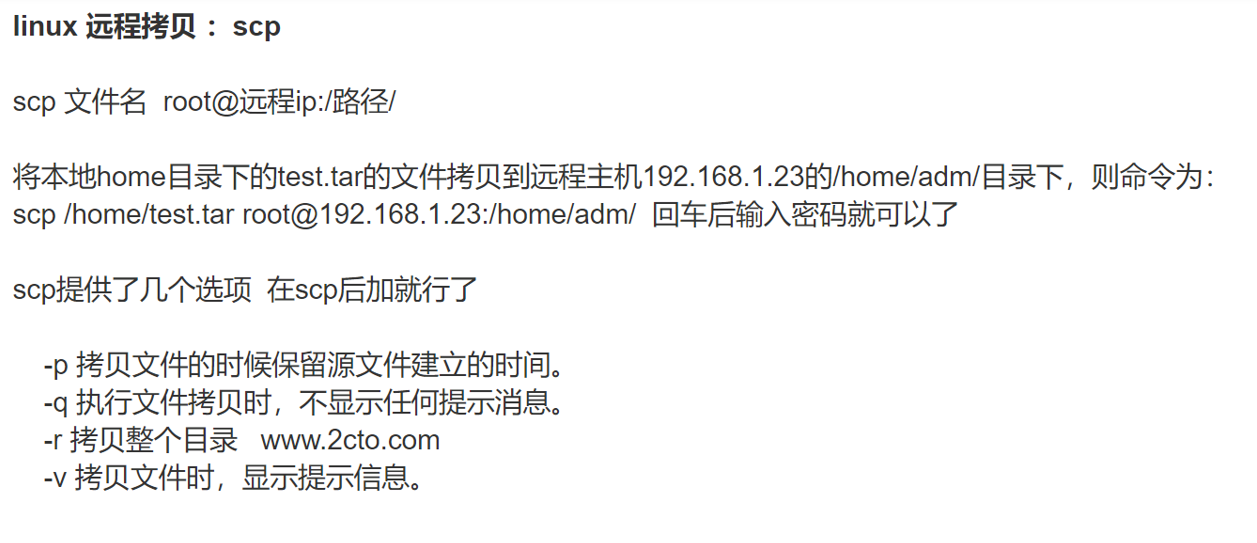 linux 远程拷贝 ：scp
scp 文件名  root@远程ip:/路径/
将本地home目录下的test.tar的文件拷贝到远程主机192.168.1.23的/home/adm/目录下，则命令为：
scp /home/test.tar root@192.168.1.23:/home/adm/  回车后输入密码就可以了
scp提供了几个选项  在scp后加就行了
-p 拷贝文件的时候保留源文件建立的时间。
-q 执行文件拷贝时，不显示任何提示消息。
-r 拷贝整个目录   www.2cto.com
-v 拷贝文件时，显示提示信息。